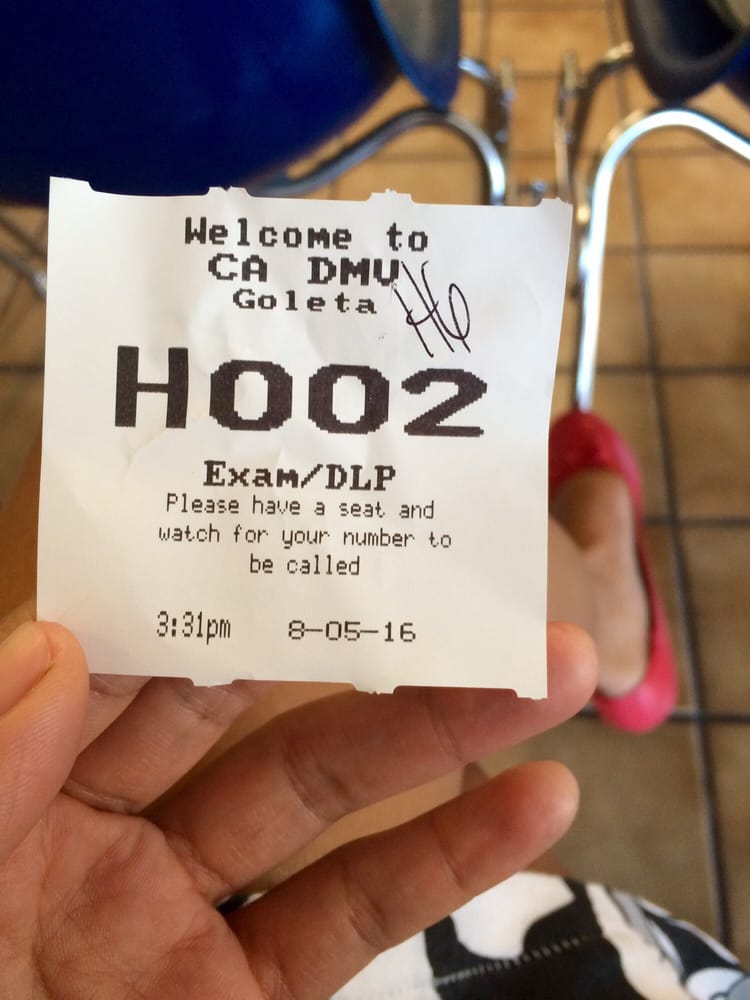 Welcome to
CA DMV
Goleta
H6
H002
Exam/DLP
Please have a seat and
watch for your number to
be called
3:31pm 8-05-16